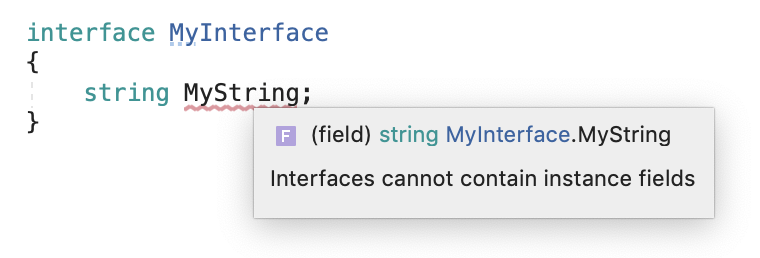 interface MyInterface
{
string MyString;
}
F (field) string MyInterface.MyString
Interfaces cannot contain instance fields